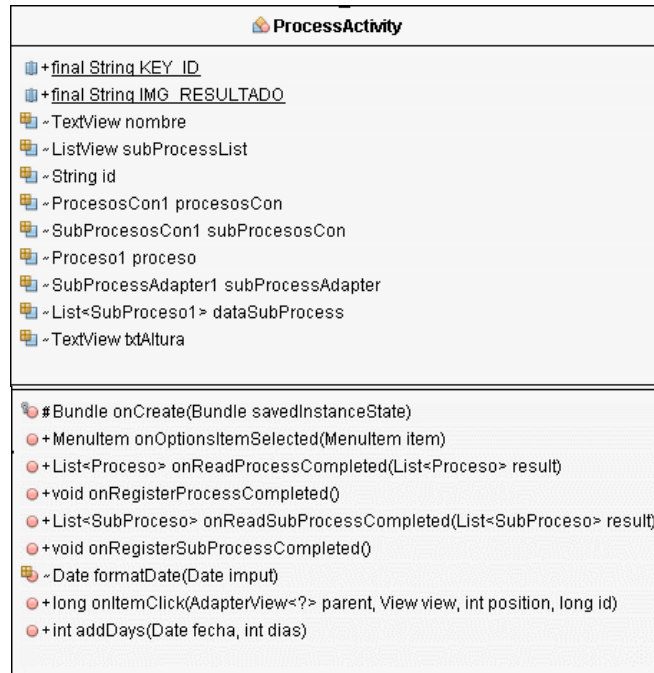 ProcessActivity
+final String KEY_ID
+final String IMG_RESULTADO
~TextView nombre
~ListView subProcessList
~String id
~ProcesosCon1 procesosCon
~SubProcesosCon1 subProcesosCon
~Proceso1 proceso
~SubProcessAdapter1 subProcessAdapter
~List<SubProceso1> dataSubProcess
~TextView txtAltura
#Bundle onCreate(Bundle savedInstanceState)
+MenuItem onOptionsItemSelected(MenuItem item)
+List<Proceso> onReadProcessCompleted(List<Proceso> result)
+void onRegisterProcessCompleted()
+List<SubProceso> onReadSubProcessCompleted(List<SubProceso> result)
+void onRegisterSubProcessCompleted()
~Date formatDate(Date imput)
+long onItemClick(AdapterView<?> parent, View view, int position, long id)
+int addDays(Date fecha, int dias)